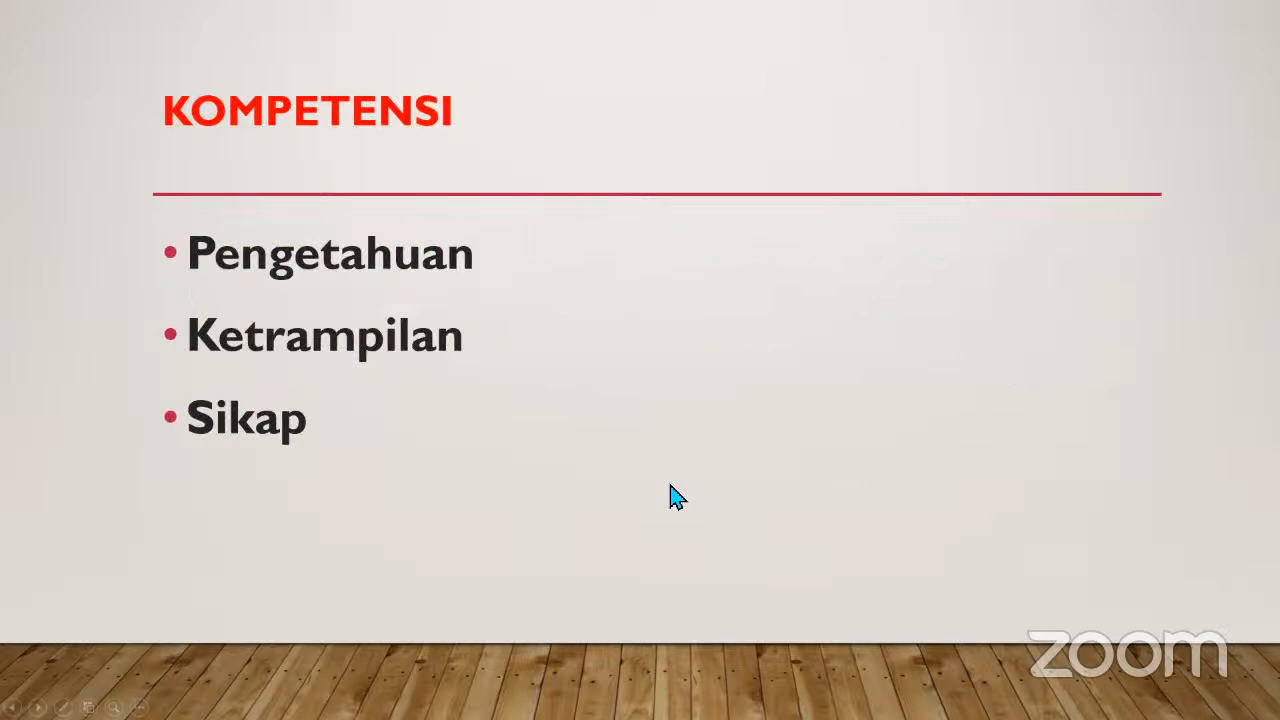 KOMPETENSI
• Pengetahuan
• Ketrampilan
• Sikap
zoom